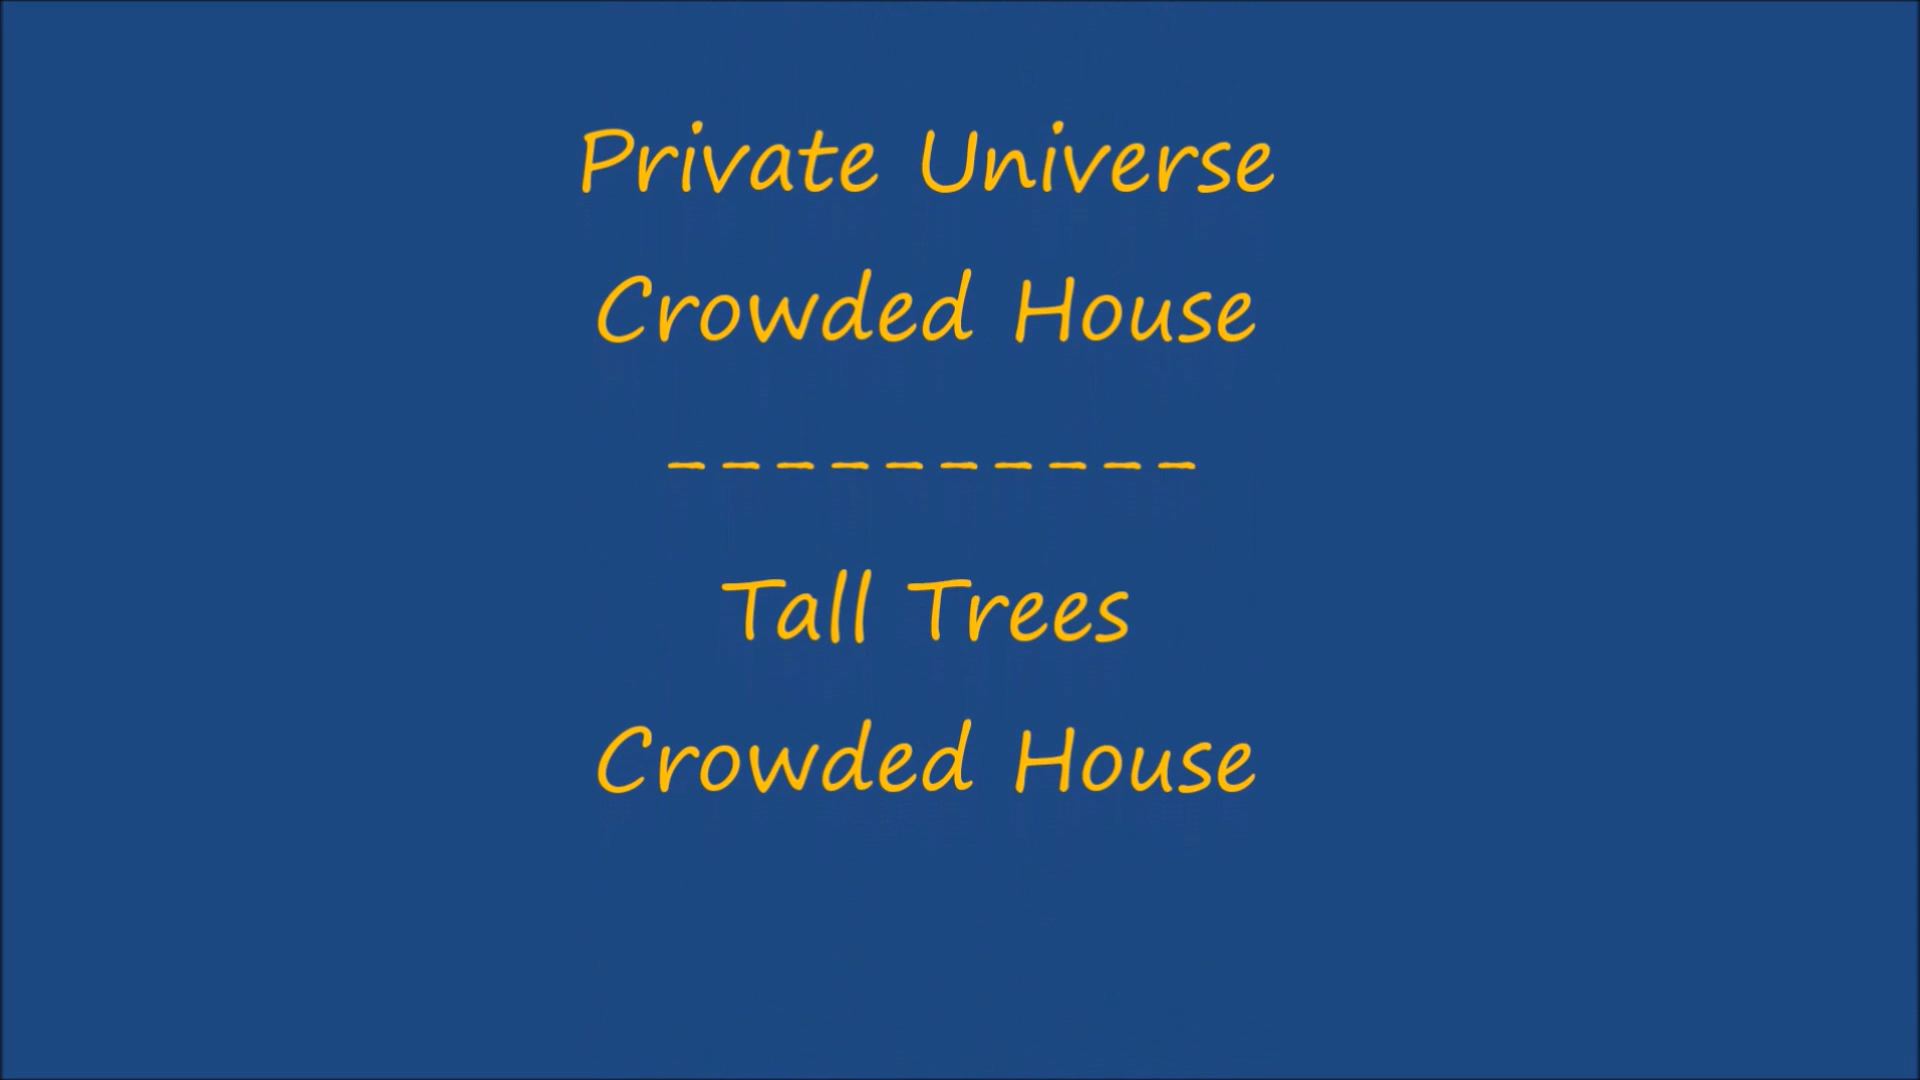 Private Universe
Crowded House
----------
Tall Trees
Crowded House